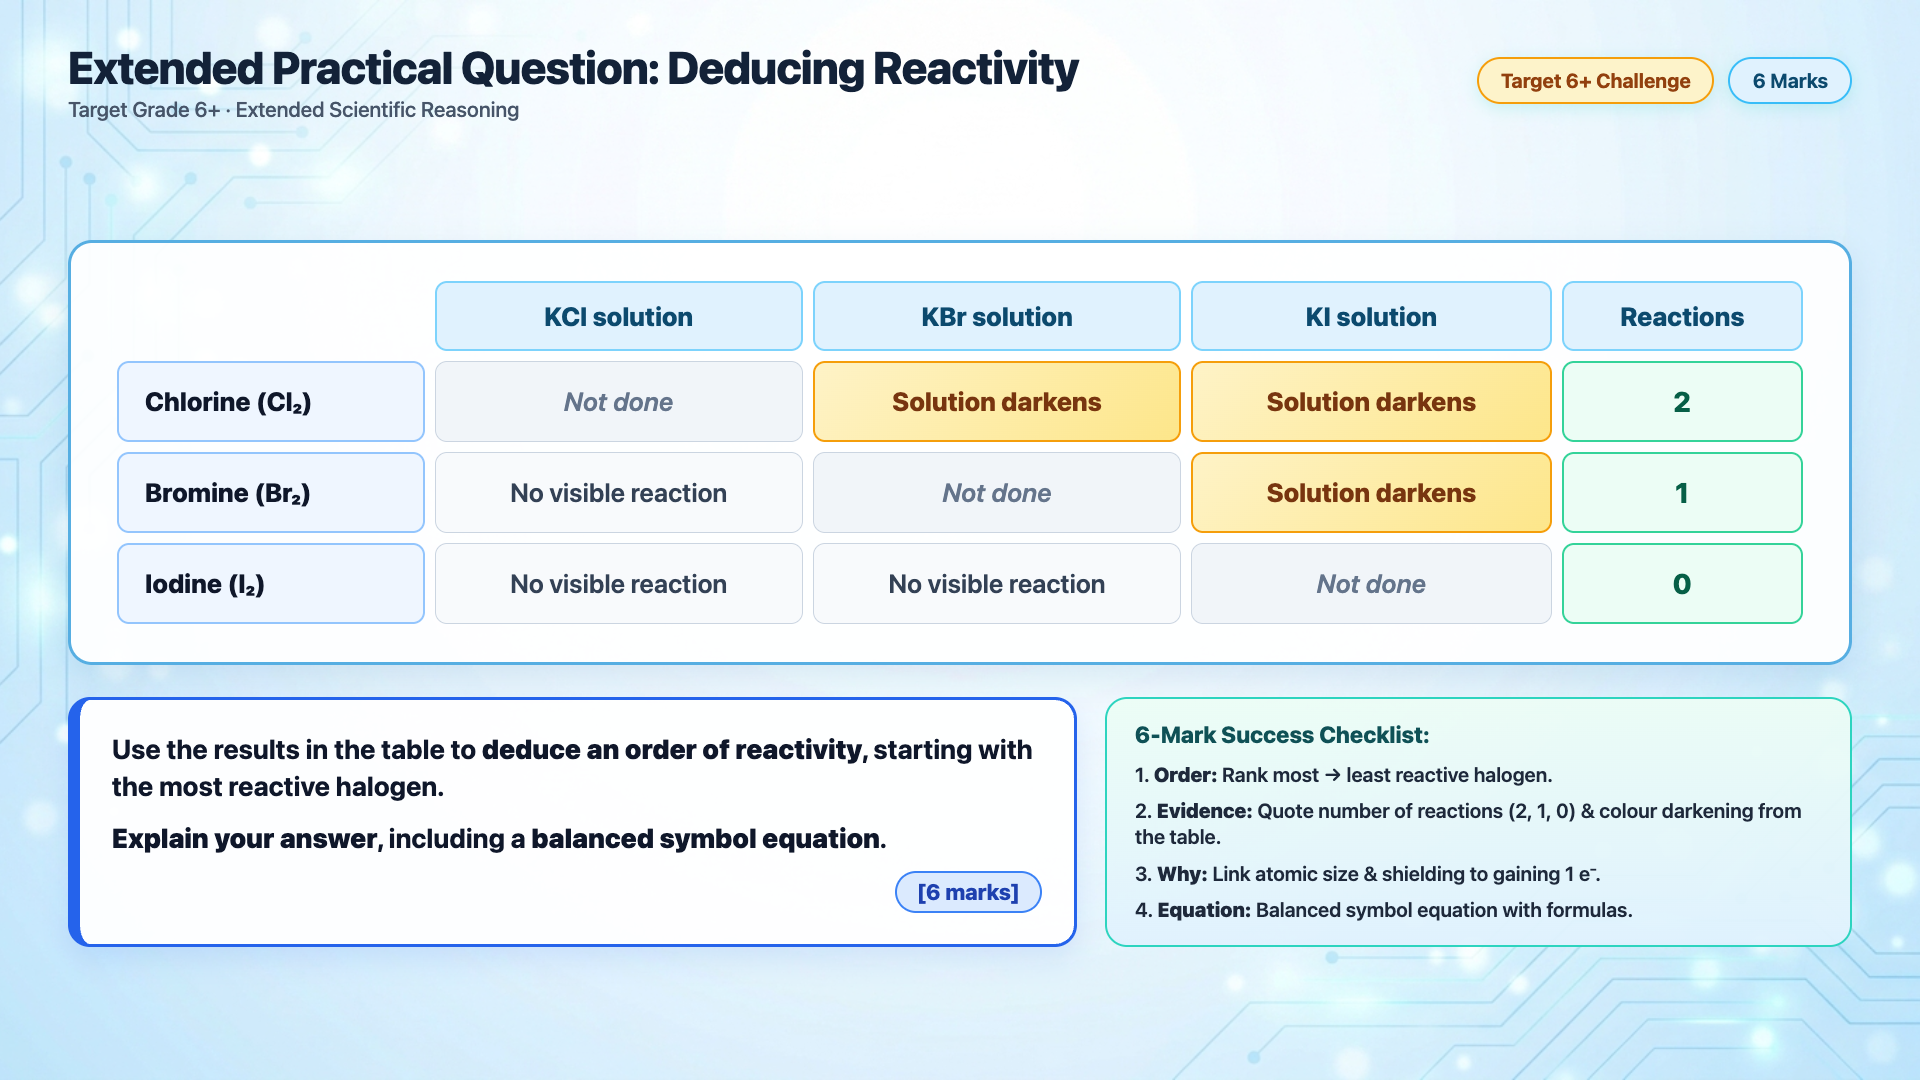 Extended Practical Question: Deducing Reactivity
Target Grade 6+ · Extended Scientific Reasoning
Target 6+ Challenge
6 Marks
KCl solution
KBr solution
KI solution
Reactions
Chlorine (Cl₂)
Not done
Solution darkens
Solution darkens
2
Bromine (Br₂)
No visible reaction
Not done
Solution darkens
1
Iodine (I₂)
No visible reaction
No visible reaction
Not done
0
Use the results in the table to deduce an order of reactivity, starting with
the most reactive halogen.
Explain your answer, including a balanced symbol equation.
[6 marks]
6-Mark Success Checklist:
1. Order: Rank most → least reactive halogen.
2. Evidence: Quote number of reactions (2, 1, 0) & colour darkening from
the table.
3. Why: Link atomic size & shielding to gaining 1 e⁻.
4. Equation: Balanced symbol equation with formulas.